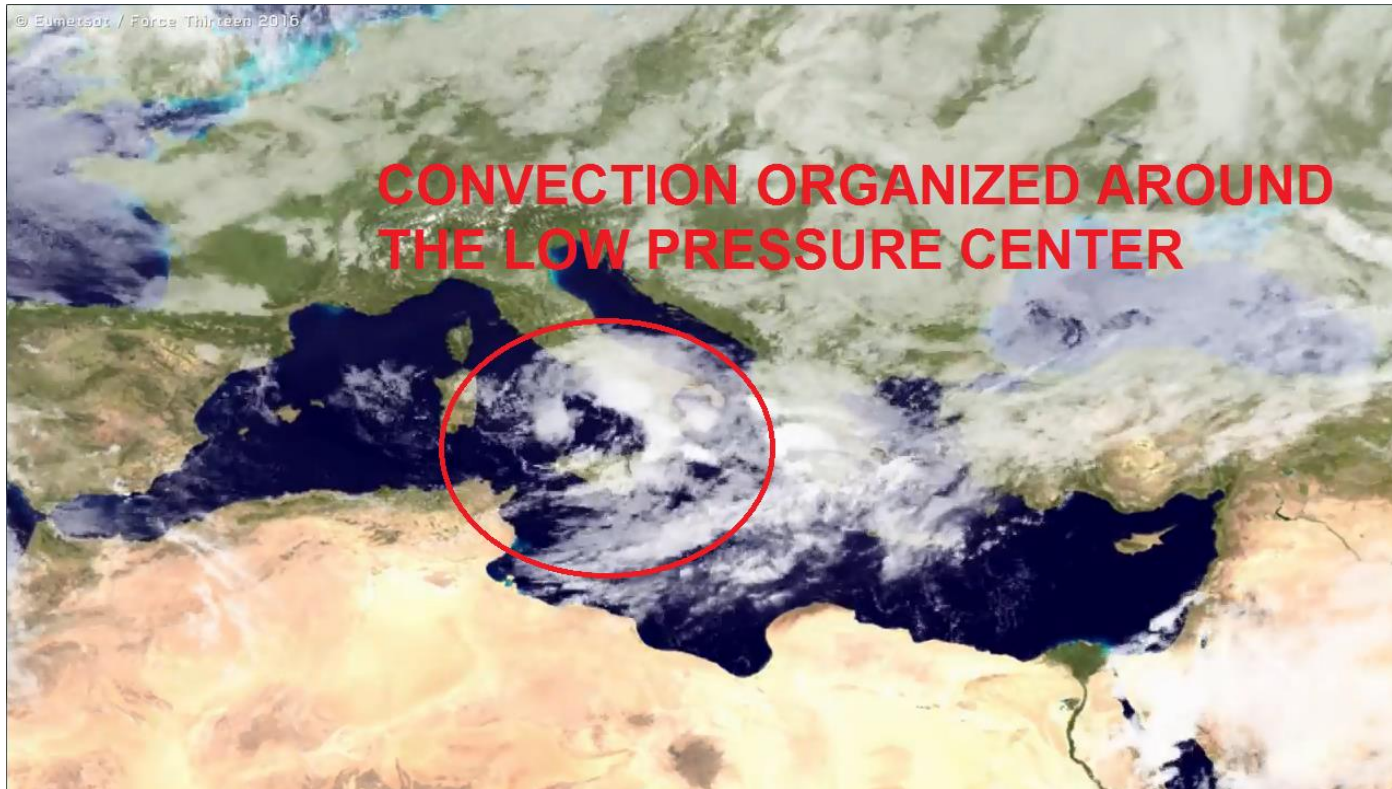 © Eumetsat / Force Thirteen 2016
CONVECTION ORGANIZED AROUND
THE LOW PRESSURE CENTER